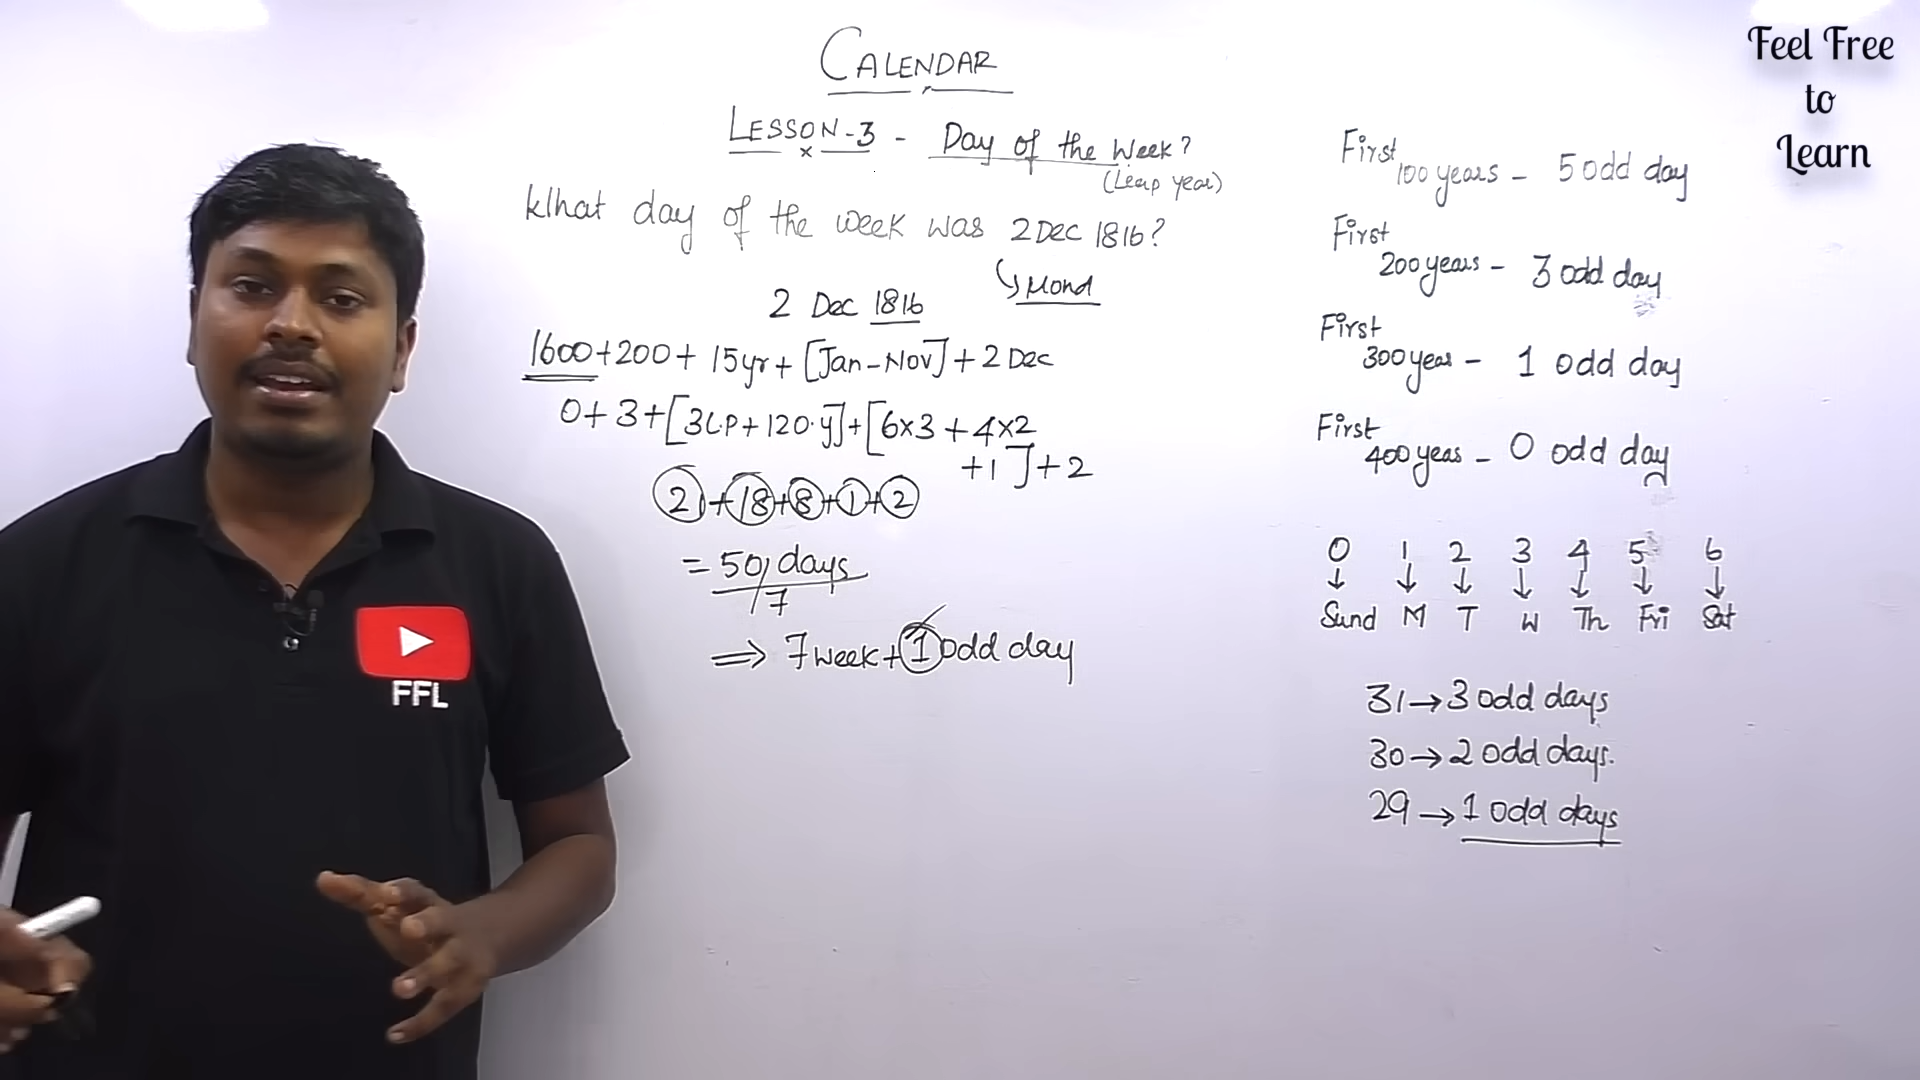 CALENDAR
LESSON-3 - Day of the Week?
(Leap year)
What day of the week was 2 Dec 1816?
↳ Mond
2 Dec 1816
1600+200+ 15yr+[Jan-Nov]+2 Dec
0+3+[3L.P+12O.y]+[6x3+4x2
+1]+2
2+18+8+1+2
= 50, days
/7
⇒ 7 week+1 odd day
Feel Free
to
Learn
First
100 years - 5 odd day
First
200 years - 3 odd day
First
300 year - 1 odd day
First
400 yeas - 0 odd day
0 1 2 3 4 5 6
↓ ↓ ↓ ↓ ↓ ↓ ↓
Sund M T W Th Fri Sat
31→3 odd days
30→2 odd days.
29→1 odd days
FFL